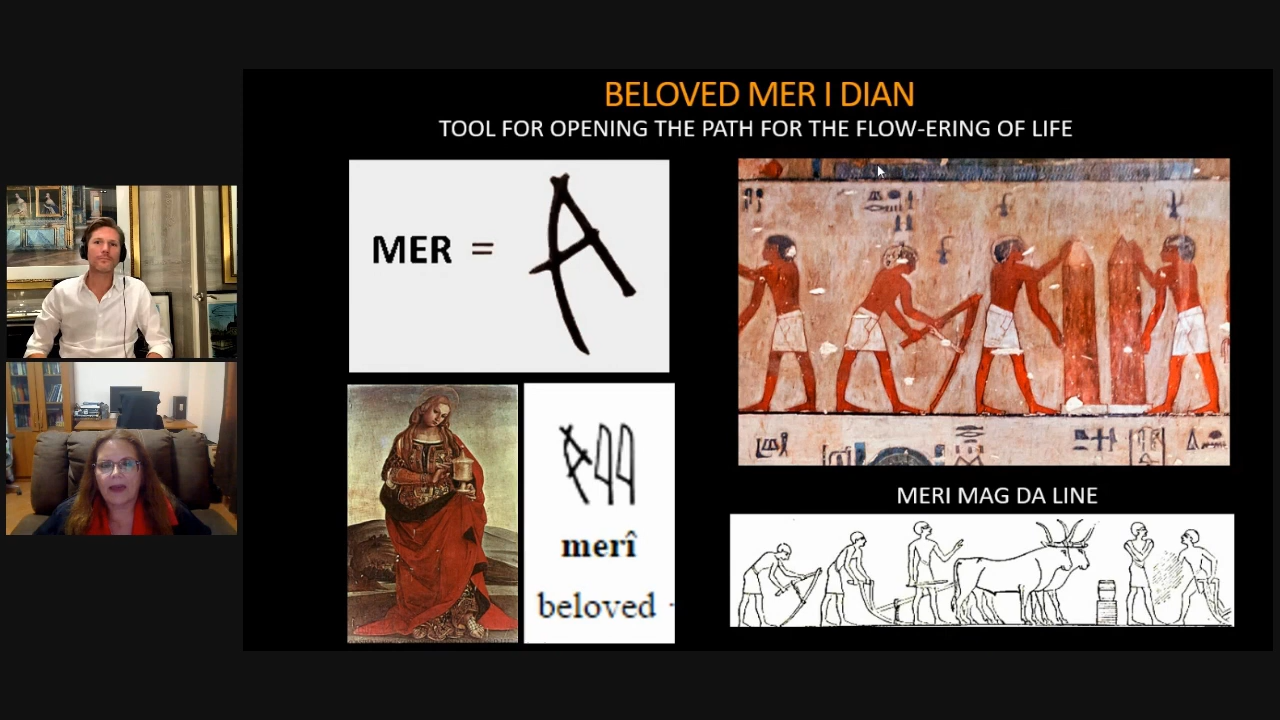 BELOVED MER I DIAN
TOOL FOR OPENING THE PATH FOR THE FLOW-ERING OF LIFE
MER =
merî
beloved
MERI MAG DA LINE